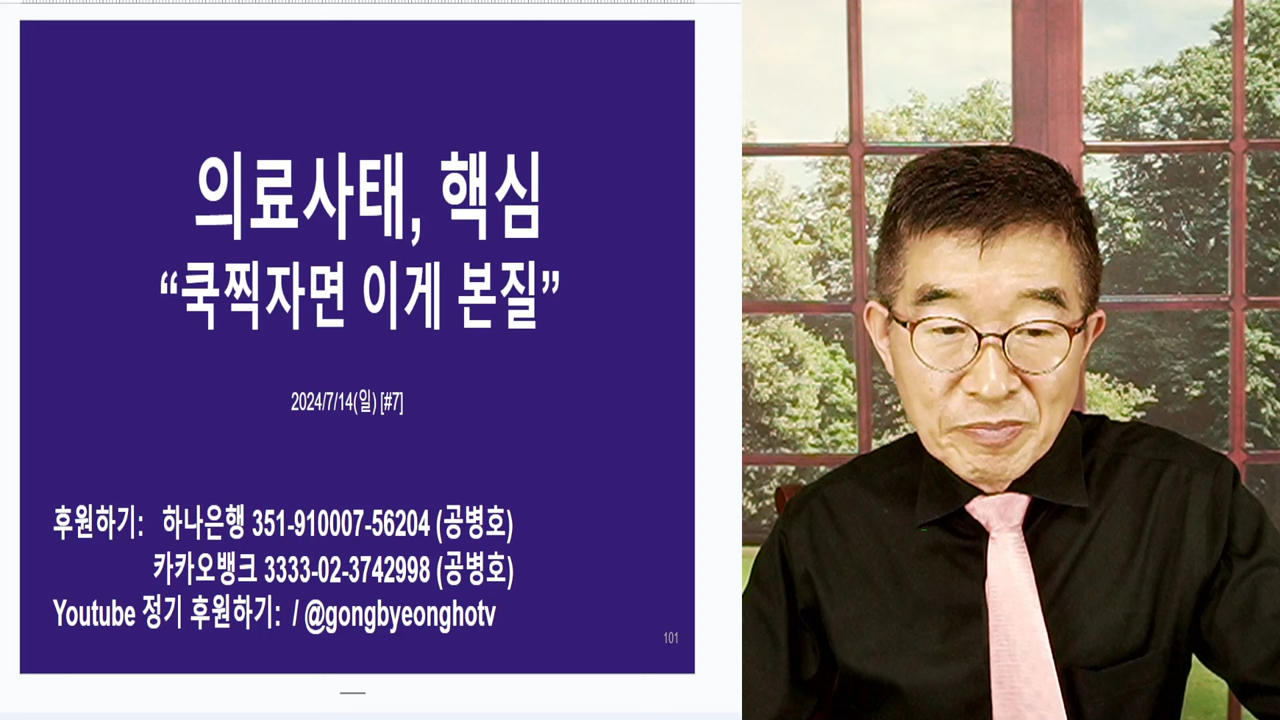 의료사태, 핵심
“쿡찍자면 이게 본질”
2024/7/14(일) [#7]
후원하기: 하나은행 351-910007-56204 (공병호)
카카오뱅크 3333-02-3742998 (공병호)
Youtube 정기 후원하기: / @gongbyeonghotv
101